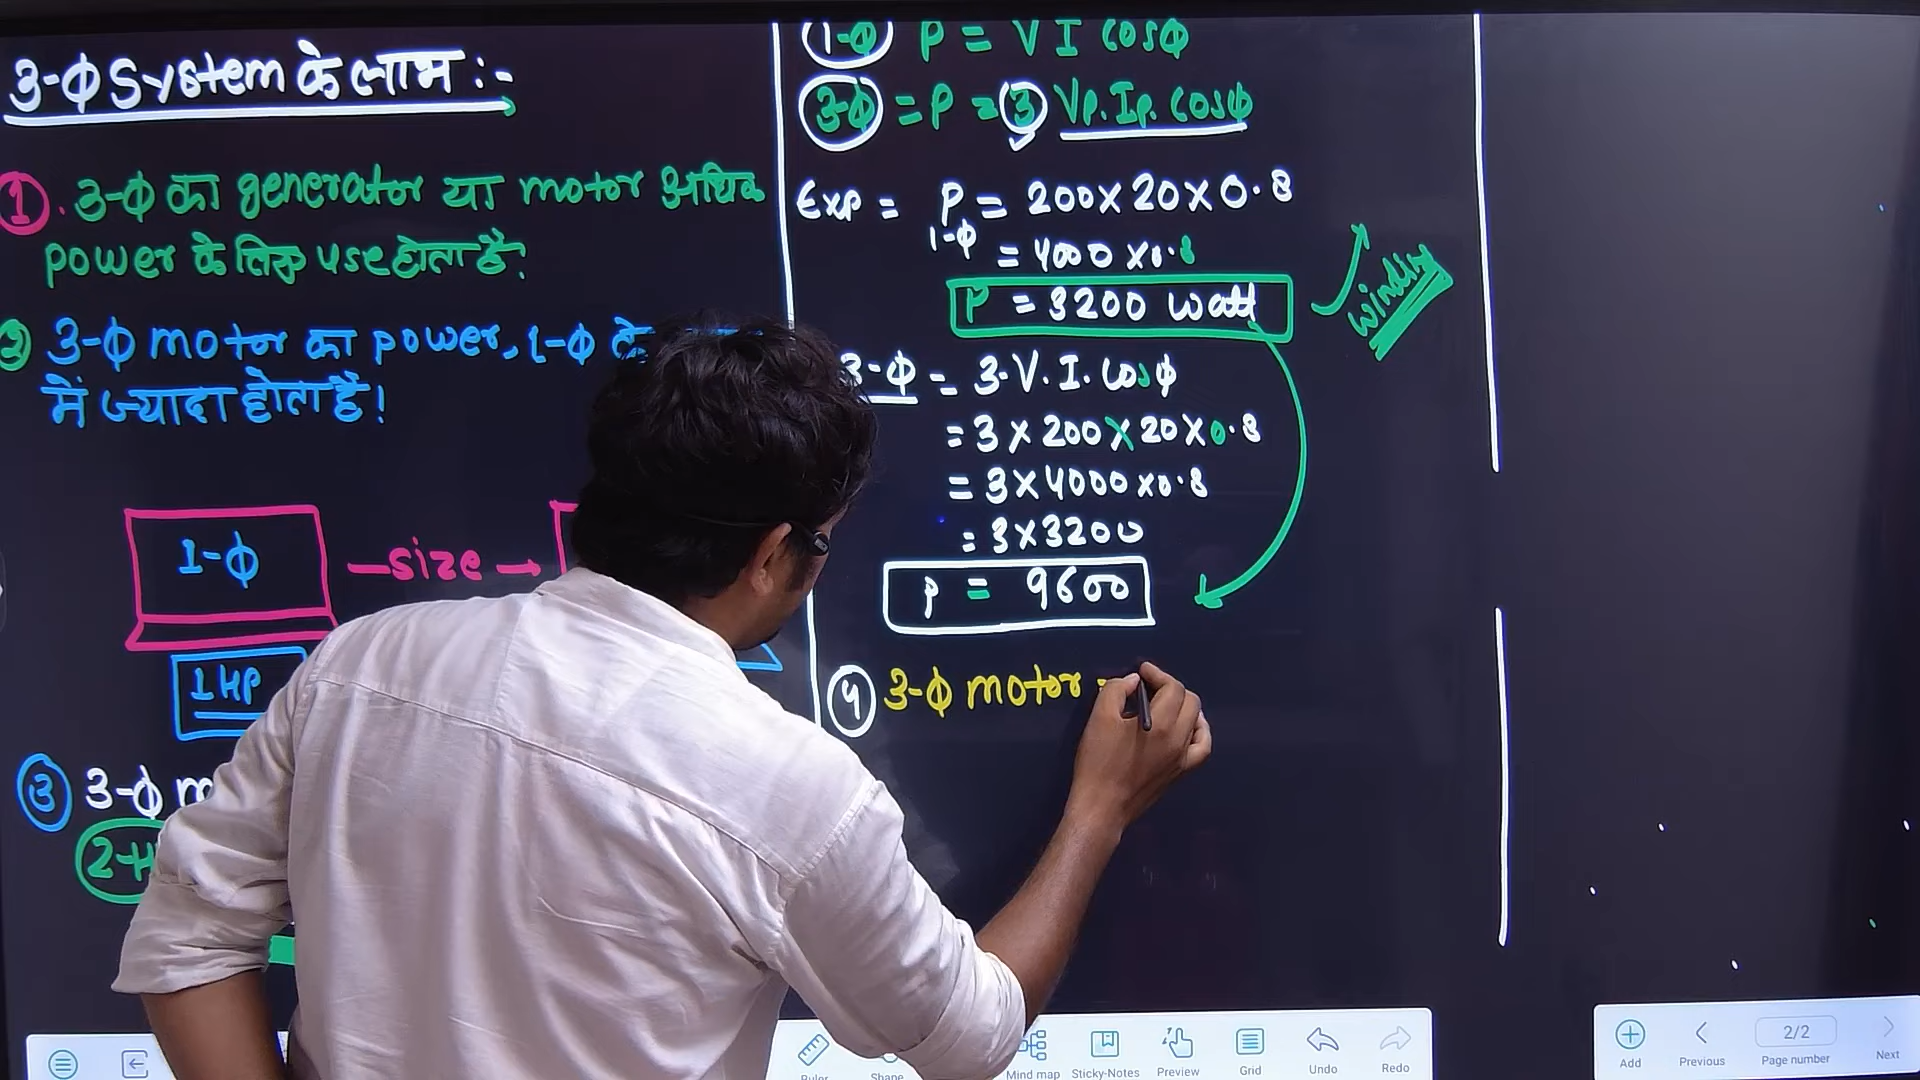 3-ϕ System के लाभ :-
1. 3-ϕ का generator या motor अधिक
power के लिए use होता है!
2 3-ϕ motor का power, 1-ϕ के
में ज्यादा होता है!
1-ϕ —size→
1 HP
3 3-ϕ m
2-H
1-ϕ P = V I cosϕ
3-ϕ = P = 3 Vp. Ip. cosϕ
Exp = P = 200×20×0.8
1-ϕ
= 4000 ×0.8
P = 3200 watt
winding
3-ϕ = 3.V.I. cosϕ
= 3 × 200 × 20 × 0.8
= 3×4000×0.8
= 3×3200
P = 9600
4 3-ϕ motor
Ruler
Shape
Mind map
Sticky-Notes
Preview
Grid
Undo
Redo
Add
Previous
2/2
Page number
Next